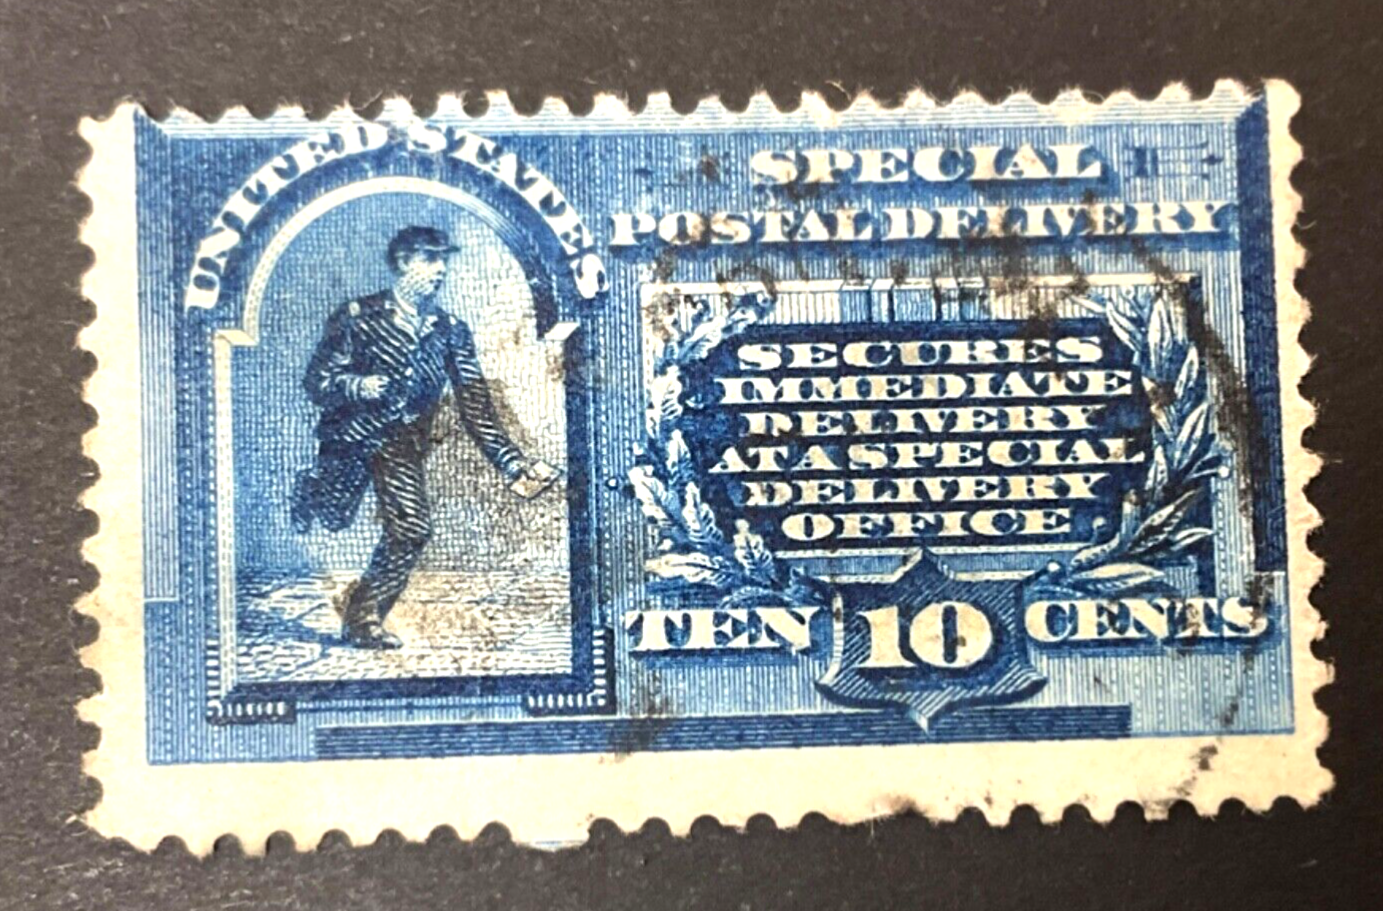 UNITED STATES
SPECIAL
POSTAL DELIVERY
SECURES
IMMEDIATE
DELIVERY
AT A SPECIAL
DELIVERY
OFFICE
TEN 10 CENTS